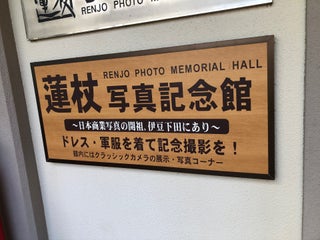 RENJO PHOTO M
RENJO PHOTO MEMORIAL HALL
蓮杖写真記念館
〜日本商業写真の開祖、伊豆下田にあり〜
ドレス・軍服を着て記念撮影を!
館内にはクラッシックカメラの展示・写真コーナー